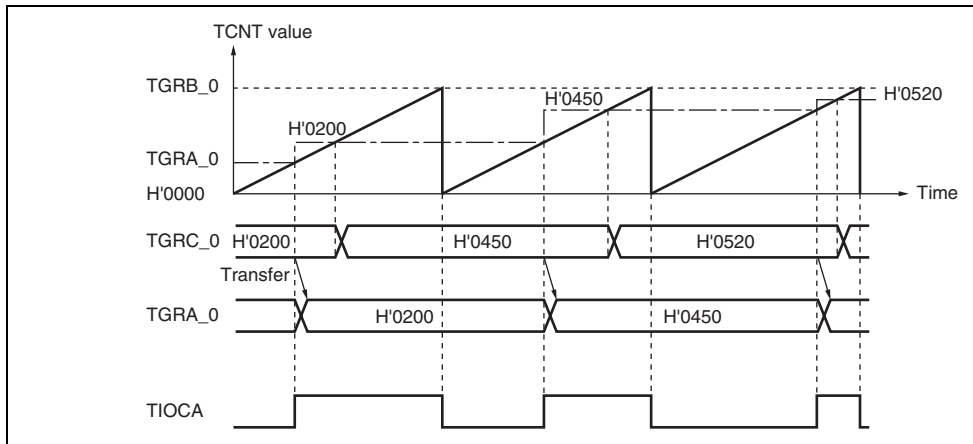 TCNT value
TGRB_0
H'0520
H'0450
H'0200
TGRA_0
H'0000
Time
TGRC_0
H'0200
H'0450
H'0520
Transfer
TGRA_0
H'0200
H'0450
TIOCA